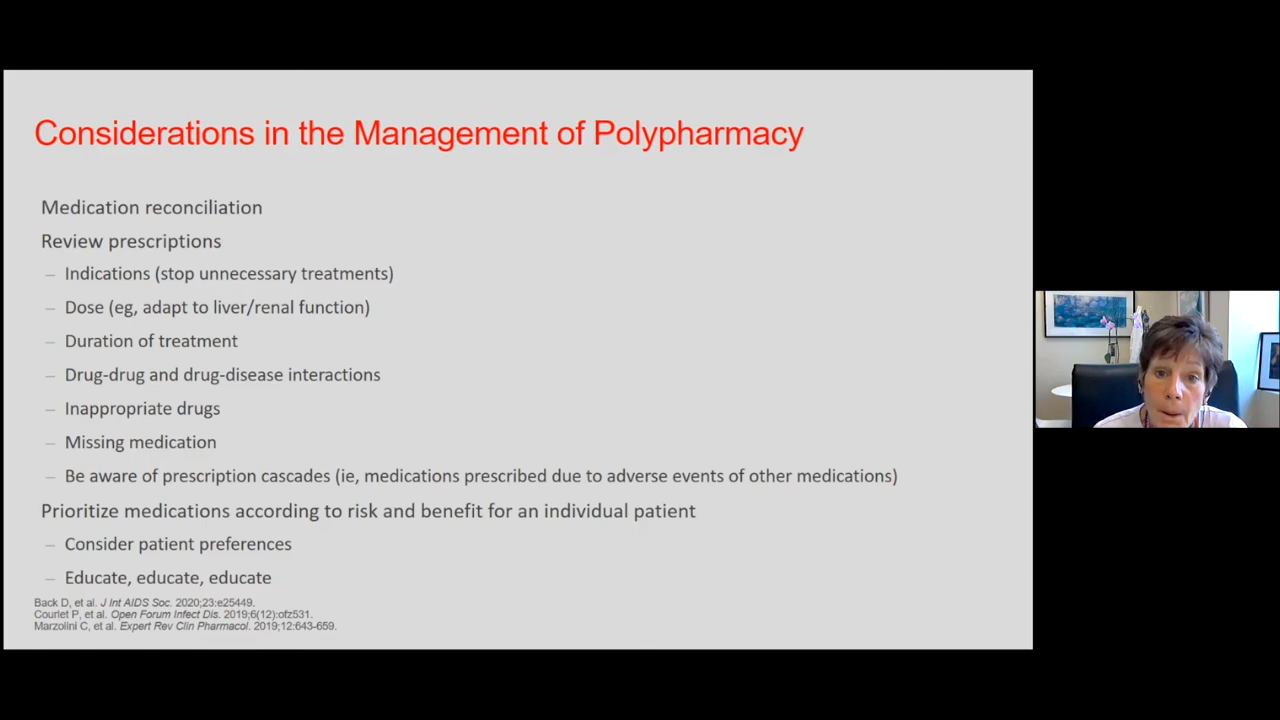 Considerations in the Management of Polypharmacy
Medication reconciliation
Review prescriptions
– Indications (stop unnecessary treatments)
– Dose (eg, adapt to liver/renal function)
– Duration of treatment
– Drug-drug and drug-disease interactions
– Inappropriate drugs
– Missing medication
– Be aware of prescription cascades (ie, medications prescribed due to adverse events of other medications)
Prioritize medications according to risk and benefit for an individual patient
– Consider patient preferences
– Educate, educate, educate
Back D, et al. J Int AIDS Soc. 2020;23:e25449.
Courlet P, et al. Open Forum Infect Dis. 2019;6(12):ofz531.
Marzolini C, et al. Expert Rev Clin Pharmacol. 2019;12:643-659.